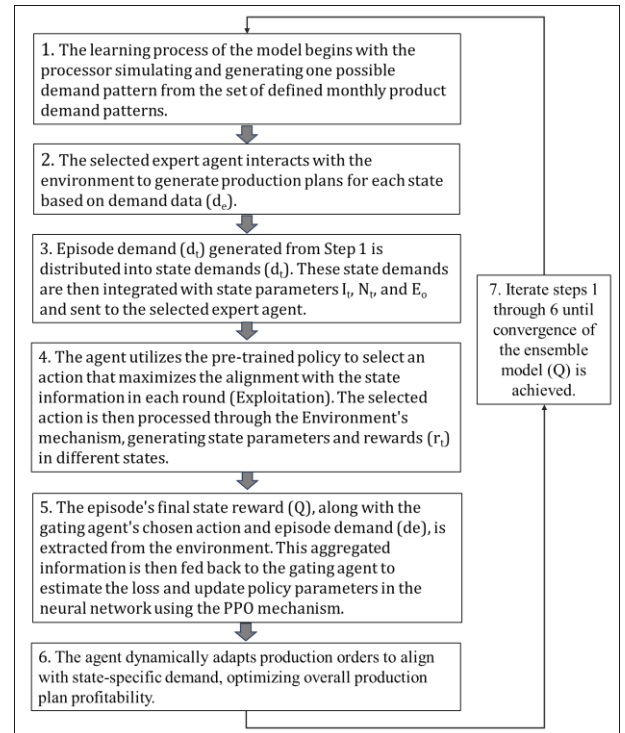 1. The learning process of the model begins with the
processor simulating and generating one possible
demand pattern from the set of defined monthly product
demand patterns.
2. The selected expert agent interacts with the
environment to generate production plans for each state
based on demand data (dₑ).
3. Episode demand (dₜ) generated from Step 1 is
distributed into state demands (dₜ). These state demands
are then integrated with state parameters Iₜ, Nₜ, and Eₒ
and sent to the selected expert agent.
4. The agent utilizes the pre-trained policy to select an
action that maximizes the alignment with the state
information in each round (Exploitation). The selected
action is then processed through the Environment's
mechanism, generating state parameters and rewards (rₜ)
in different states.
5. The episode's final state reward (Q), along with the
gating agent's chosen action and episode demand (de), is
extracted from the environment. This aggregated
information is then fed back to the gating agent to
estimate the loss and update policy parameters in the
neural network using the PPO mechanism.
6. The agent dynamically adapts production orders to align
with state-specific demand, optimizing overall production
plan profitability.
7. Iterate steps 1
through 6 until
convergence of
the ensemble
model (Q) is
achieved.